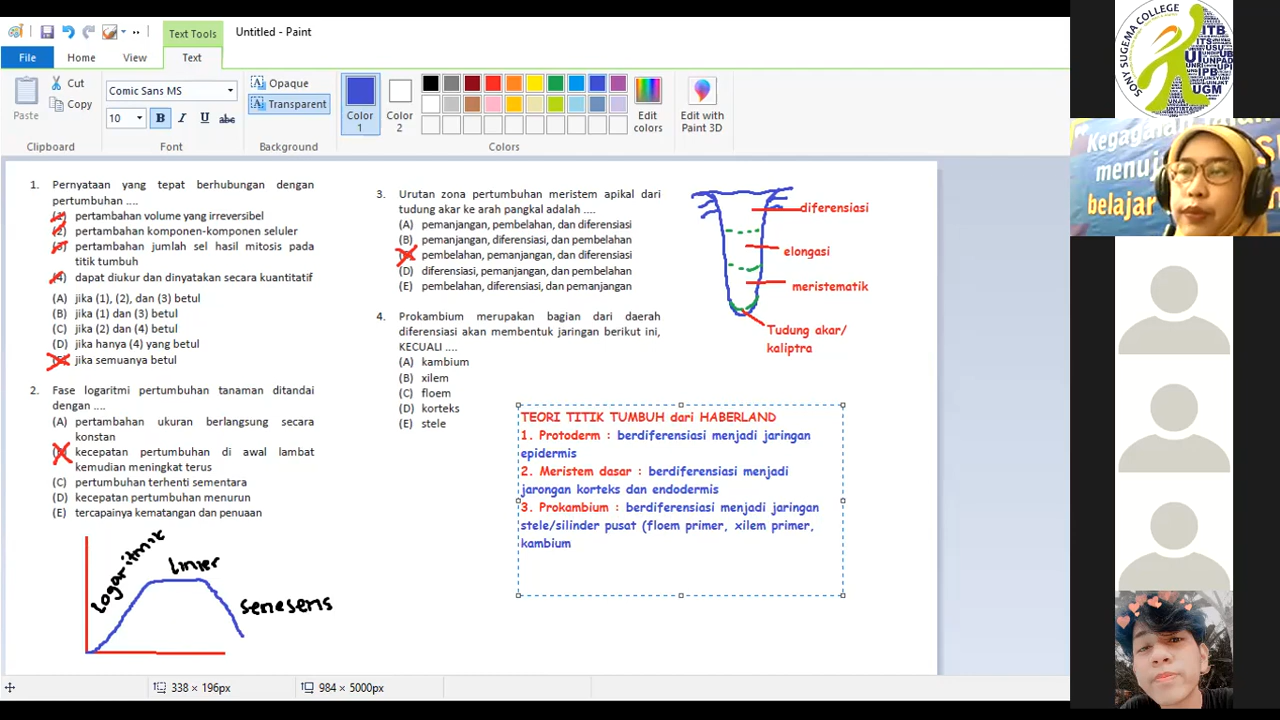 Text Tools
Untitled - Paint
File
Home
View
Text
Paste
Cut
Copy
Clipboard
Comic Sans MS
10
B
I
U
abc
Font
Opaque
Transparent
Background
Color 1
Color 2
Edit colors
Edit with Paint 3D
Colors
1. Pernyataan yang tepat berhubungan dengan
pertumbuhan ....
(1) pertambahan volume yang irreversibel
(2) pertambahan komponen-komponen seluler
(3) pertambahan jumlah sel hasil mitosis pada
titik tumbuh
(4) dapat diukur dan dinyatakan secara kuantitatif
(A) jika (1), (2), dan (3) betul
(B) jika (1) dan (3) betul
(C) jika (2) dan (4) betul
(D) jika hanya (4) yang betul
jika semuanya betul
2. Fase logaritmi pertumbuhan tanaman ditandai
dengan ....
(A) pertambahan ukuran berlangsung secara
konstan
kecepatan pertumbuhan di awal lambat
kemudian meningkat terus
(C) pertumbuhan terhenti sementara
(D) kecepatan pertumbuhan menurun
(E) tercapainya kematangan dan penuaan
logaritmik
linier
senesens
3. Urutan zona pertumbuhan meristem apikal dari
tudung akar ke arah pangkal adalah ....
(A) pemanjangan, pembelahan, dan diferensiasi
(B) pemanjangan, diferensiasi, dan pembelahan
pembelahan, pemanjangan, dan diferensiasi
(D) diferensiasi, pemanjangan, dan pembelahan
(E) pembelahan, diferensiasi, dan pemanjangan
4. Prokambium merupakan bagian dari daerah
diferensiasi akan membentuk jaringan berikut ini,
KECUALI ....
(A) kambium
(B) xilem
(C) floem
(D) korteks
(E) stele
diferensiasi
elongasi
meristematik
Tudung akar/
kaliptra
TEORI TITIK TUMBUH dari HABERLAND
1. Protoderm : berdiferensiasi menjadi jaringan
epidermis
2. Meristem dasar : berdiferensiasi menjadi
jarongan korteks dan endodermis
3. Prokambium : berdiferensiasi menjadi jaringan
stele/silinder pusat (floem primer, xilem primer,
kambium
338 × 196px
984 × 5000px
SONY SUGEMA COLLEGE
ITB
UI
IPB
UGM
"Kegagalan
menuju
belajar